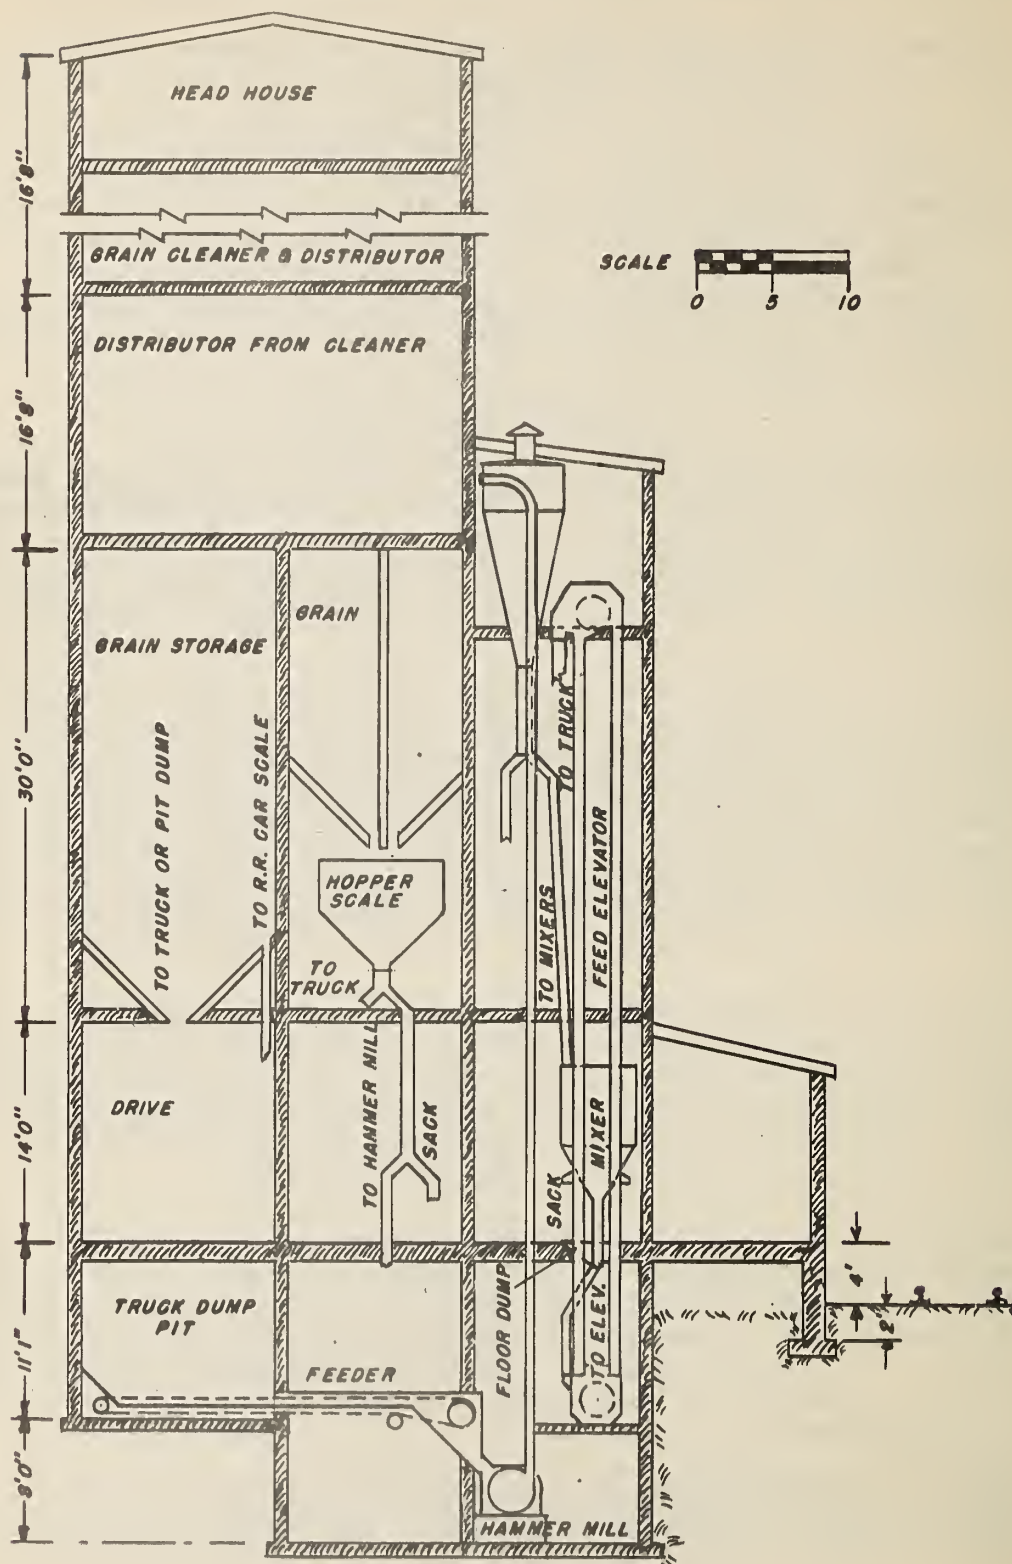 HEAD HOUSE
16'8"
GRAIN CLEANER & DISTRIBUTOR
SCALE
0 5 10
DISTRIBUTOR FROM CLEANER
16'8"
GRAIN
GRAIN STORAGE
TO TRUCK
30'0"
TO TRUCK OR PIT DUMP
TO R.R. CAR SCALE
HOPPER
SCALE
TO MIXERS
FEED ELEVATOR
TO
TRUCK
DRIVE
14'0"
TO HAMMER MILL
SACK
MIXER
SACK
4'
2'
TRUCK DUMP
PIT
11'1"
FEEDER
FLOOR DUMP
TO ELEV.
8'0"
HAMMER MILL